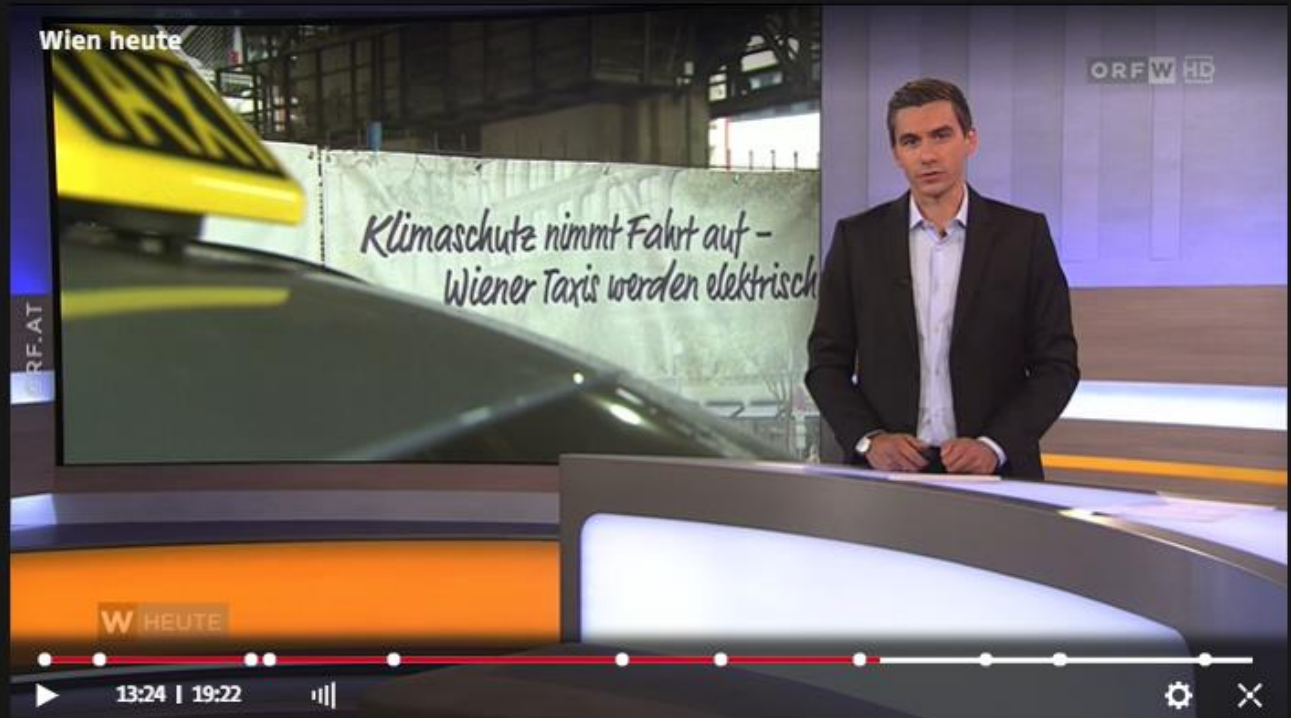 Wien heute
ORF W HD
TAXI
Klimaschutz nimmt Fahrt auf –
Wiener Taxis werden elektrisch
ORF.AT
W HEUTE
13:24 | 19:22